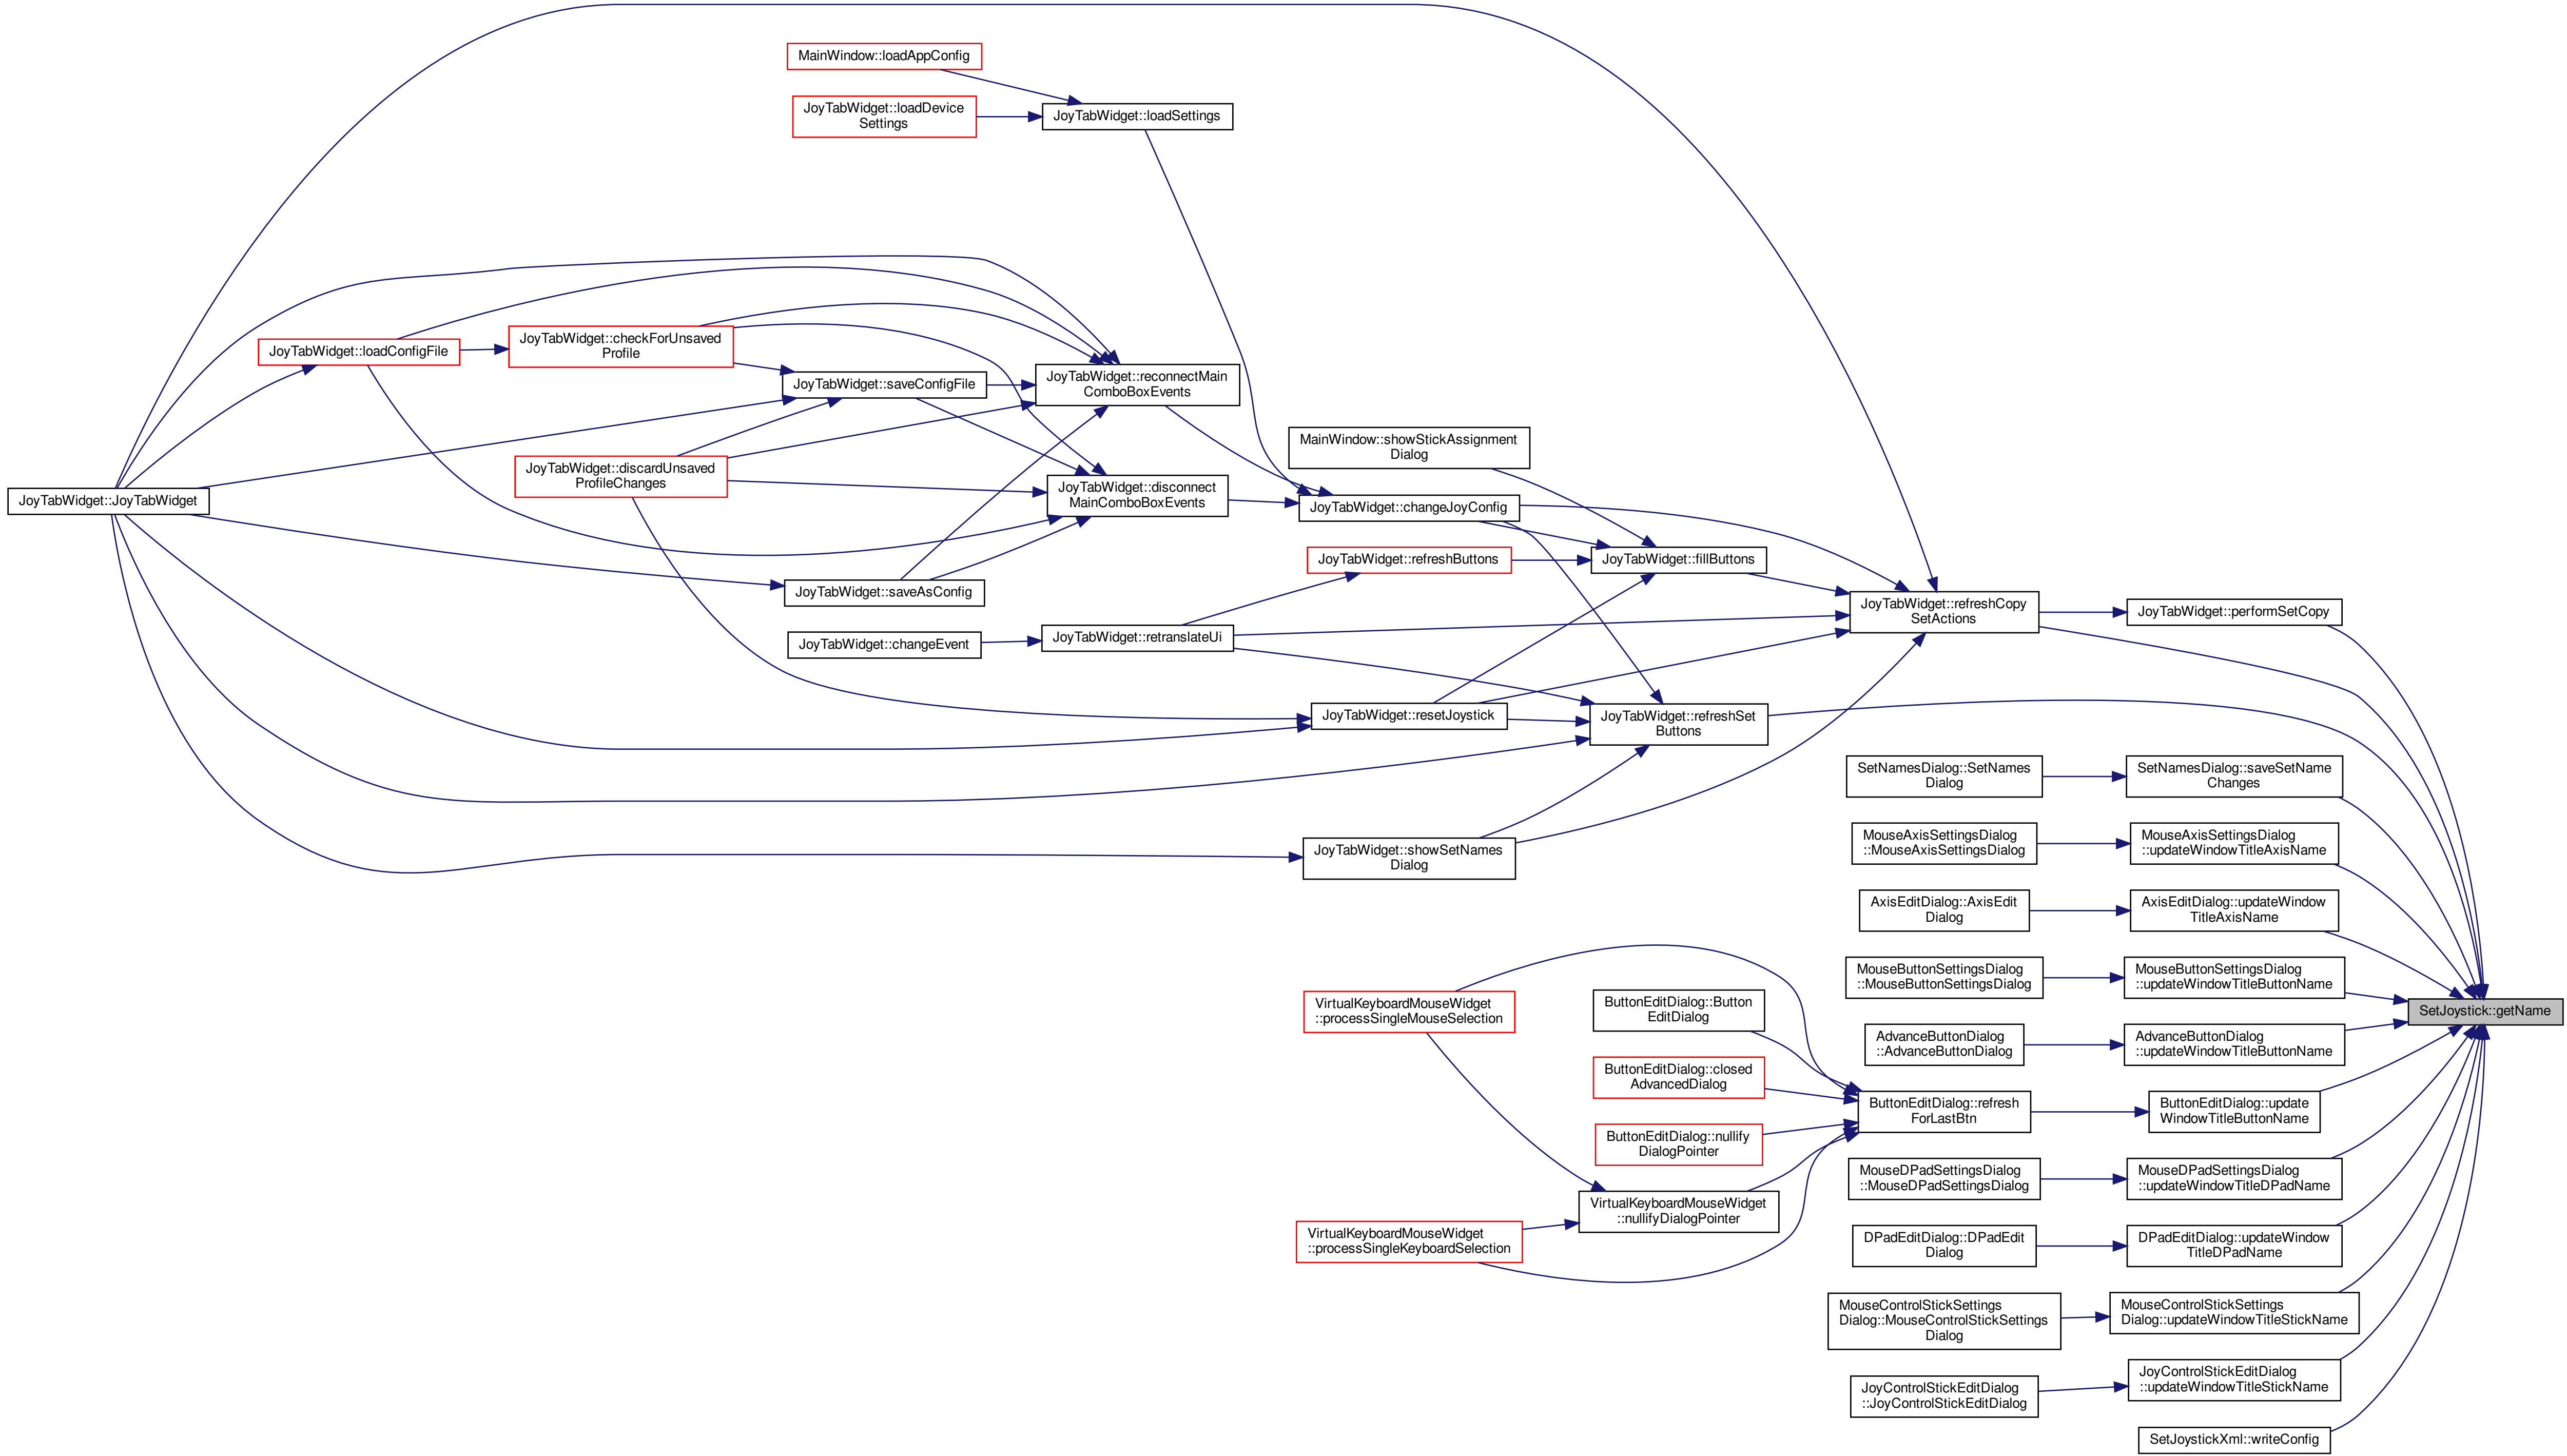 MainWindow::loadAppConfig
JoyTabWidget::loadDevice
Settings
JoyTabWidget::loadSettings
JoyTabWidget::loadConfigFile
JoyTabWidget::checkForUnsaved
Profile
JoyTabWidget::saveConfigFile
JoyTabWidget::reconnectMain
ComboBoxEvents
MainWindow::showStickAssignment
Dialog
JoyTabWidget::JoyTabWidget
JoyTabWidget::discardUnsaved
ProfileChanges
JoyTabWidget::disconnect
MainComboBoxEvents
JoyTabWidget::changeJoyConfig
JoyTabWidget::refreshButtons
JoyTabWidget::fillButtons
JoyTabWidget::saveAsConfig
JoyTabWidget::refreshCopy
SetActions
JoyTabWidget::performSetCopy
JoyTabWidget::changeEvent
JoyTabWidget::retranslateUi
JoyTabWidget::resetJoystick
JoyTabWidget::refreshSet
Buttons
SetNamesDialog::SetNames
Dialog
SetNamesDialog::saveSetName
Changes
JoyTabWidget::showSetNames
Dialog
MouseAxisSettingsDialog
::MouseAxisSettingsDialog
MouseAxisSettingsDialog
::updateWindowTitleAxisName
AxisEditDialog::AxisEdit
Dialog
AxisEditDialog::updateWindow
TitleAxisName
MouseButtonSettingsDialog
::MouseButtonSettingsDialog
MouseButtonSettingsDialog
::updateWindowTitleButtonName
VirtualKeyboardMouseWidget
::processSingleMouseSelection
ButtonEditDialog::Button
EditDialog
SetJoystick::getName
AdvanceButtonDialog
::AdvanceButtonDialog
AdvanceButtonDialog
::updateWindowTitleButtonName
ButtonEditDialog::closed
AdvancedDialog
ButtonEditDialog::refresh
ForLastBtn
ButtonEditDialog::update
WindowTitleButtonName
ButtonEditDialog::nullify
DialogPointer
MouseDPadSettingsDialog
::MouseDPadSettingsDialog
MouseDPadSettingsDialog
::updateWindowTitleDPadName
VirtualKeyboardMouseWidget
::nullifyDialogPointer
VirtualKeyboardMouseWidget
::processSingleKeyboardSelection
DPadEditDialog::DPadEdit
Dialog
DPadEditDialog::updateWindow
TitleDPadName
MouseControlStickSettings
Dialog::MouseControlStickSettings
Dialog
MouseControlStickSettings
Dialog::updateWindowTitleStickName
JoyControlStickEditDialog
::JoyControlStickEditDialog
JoyControlStickEditDialog
::updateWindowTitleStickName
SetJoystickXml::writeConfig